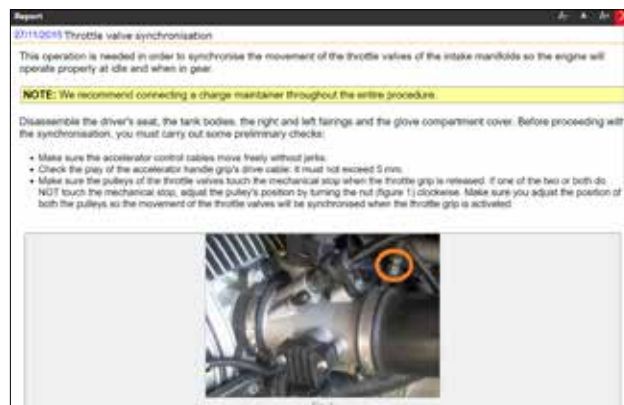 Report
A- A A+
27/11/2015 Throttle valve synchronisation
This operation is needed in order to synchronise the movement of the throttle valves of the intake manifolds so the engine will
operate properly at idle and when in gear.
NOTE: We recommend connecting a charge maintainer throughout the entire procedure.
Disassemble the driver's seat, the tank bodies, the right and left fairings and the glove compartment cover. Before proceeding with
the synchronisation, you must carry out some preliminary checks:
• Make sure the accelerator control cables move freely without jerks.
• Check the play of the accelerator handle grip's drive cable: it must not exceed 5 mm.
• Make sure the pulleys of the throttle valves touch the mechanical stop when the throttle grip is released. If one of the two or both do
NOT touch the mechanical stop, adjust the pulley's position by turning the nut (figure 1) clockwise. Make sure you adjust the position of
both the pulleys so the movement of the throttle valves will be synchronised when the throttle grip is activated